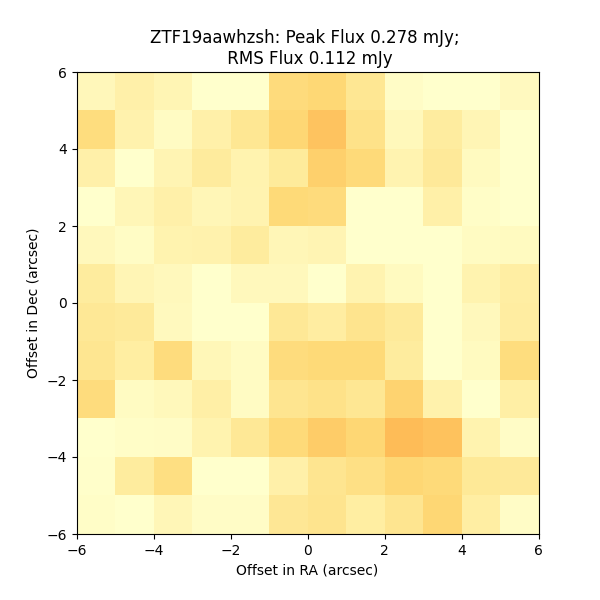 ZTF19aawhzsh: Peak Flux 0.278 mJy;
RMS Flux 0.112 mJy
6
4
2
0
−2
−4
−6
Offset in Dec (arcsec)
−6 −4 −2 0 2 4 6
Offset in RA (arcsec)